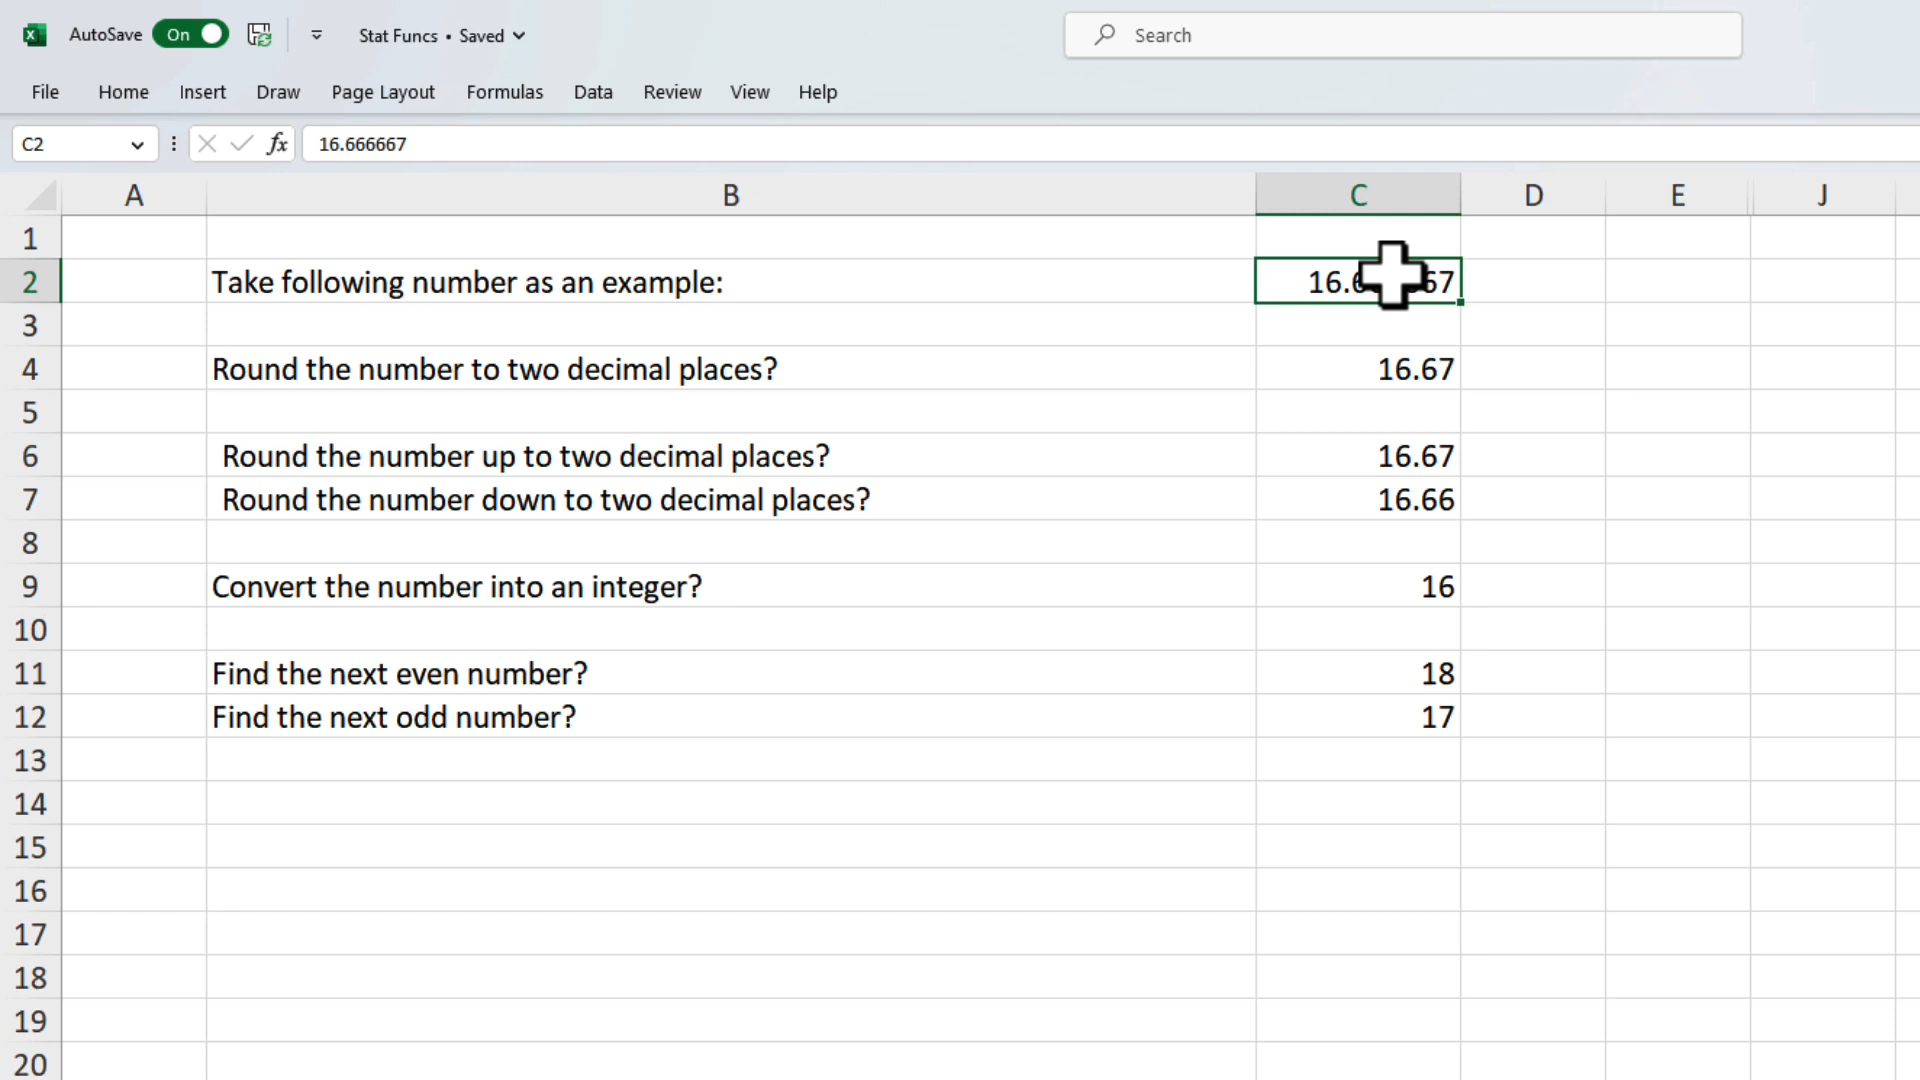 AutoSave On Stat Funcs • Saved Search
File Home Insert Draw Page Layout Formulas Data Review View Help
C2 fx 16.666667
A B C D E J
1
2 Take following number as an example:
3
4 Round the number to two decimal places? 16.67
5
6 Round the number up to two decimal places? 16.67
7 Round the number down to two decimal places? 16.66
8
9 Convert the number into an integer? 16
10
11 Find the next even number? 18
12 Find the next odd number? 17
13
14
15
16
17
18
19
20